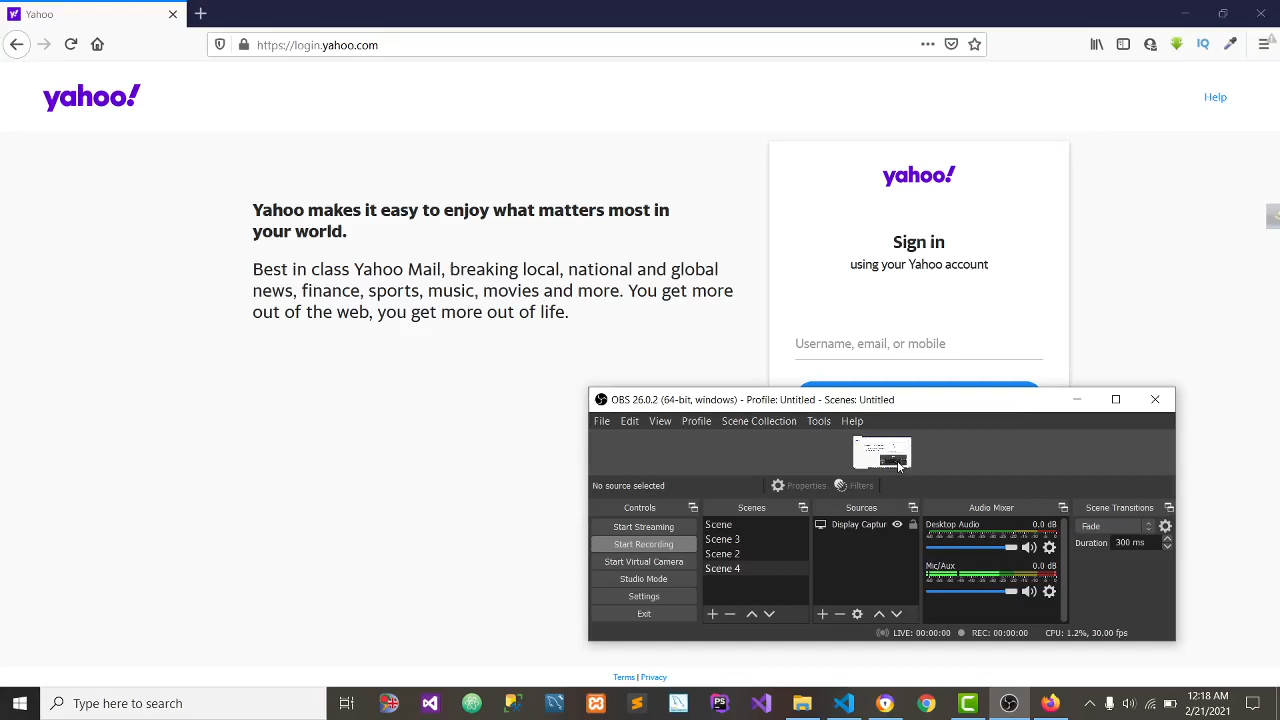 Yahoo
https://login.yahoo.com
IQ
yahoo!
Help
yahoo!
Yahoo makes it easy to enjoy what matters most in
your world.
Best in class Yahoo Mail, breaking local, national and global
news, finance, sports, music, movies and more. You get more
out of the web, you get more out of life.
Sign in
using your Yahoo account
Username, email, or mobile
OBS 26.0.2 (64-bit, windows) - Profile: Untitled - Scenes: Untitled
File Edit View Profile Scene Collection Tools Help
No source selected Properties Filters
Controls Scenes Sources Audio Mixer Scene Transitions
Start Streaming
Start Recording
Start Virtual Camera
Studio Mode
Settings
Exit
Scene
Scene 3
Scene 2
Scene 4
Display Captur
Desktop Audio 0.0 dB
Mic/Aux 0.0 dB
Fade
Duration 300 ms
LIVE: 00:00:00 REC: 00:00:00 CPU: 1.2%, 30.00 fps
Terms | Privacy
Type here to search
PS
12:18 AM
2/21/2021